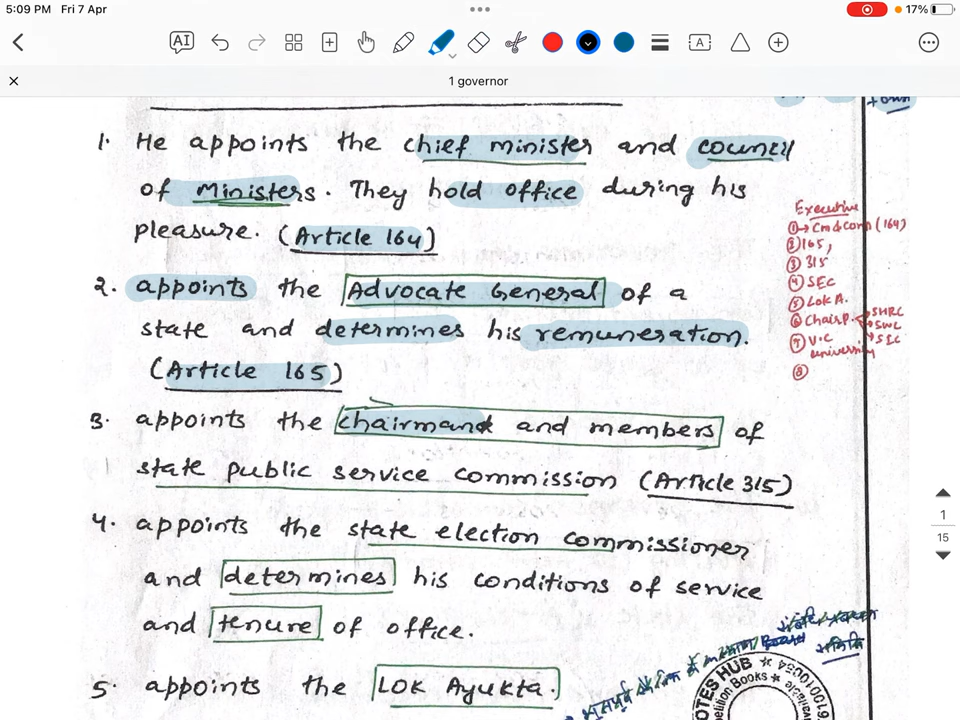 5:09 PM Fri 7 Apr
17%
AI
A
1 governor
1. He appoints the chief minister and council
of Ministers. They hold office during his
pleasure. (Article 164)
2. appoints the Advocate General of a
state and determines his remuneration.
(Article 165)
3. appoints the chairman and members of
state public service commission (Article 315)
4. appoints the state election commissioner
and determines his conditions of service
and tenure of office.
5. appoints the LOK Ayukta.
Executive
① → Cm & com (164)
② 165,
③ 315
④ SEC
⑤ Lok A.
⑥ ChairP. SHRC
SWC
SIC
⑦ V.C
university
⑧
1
15